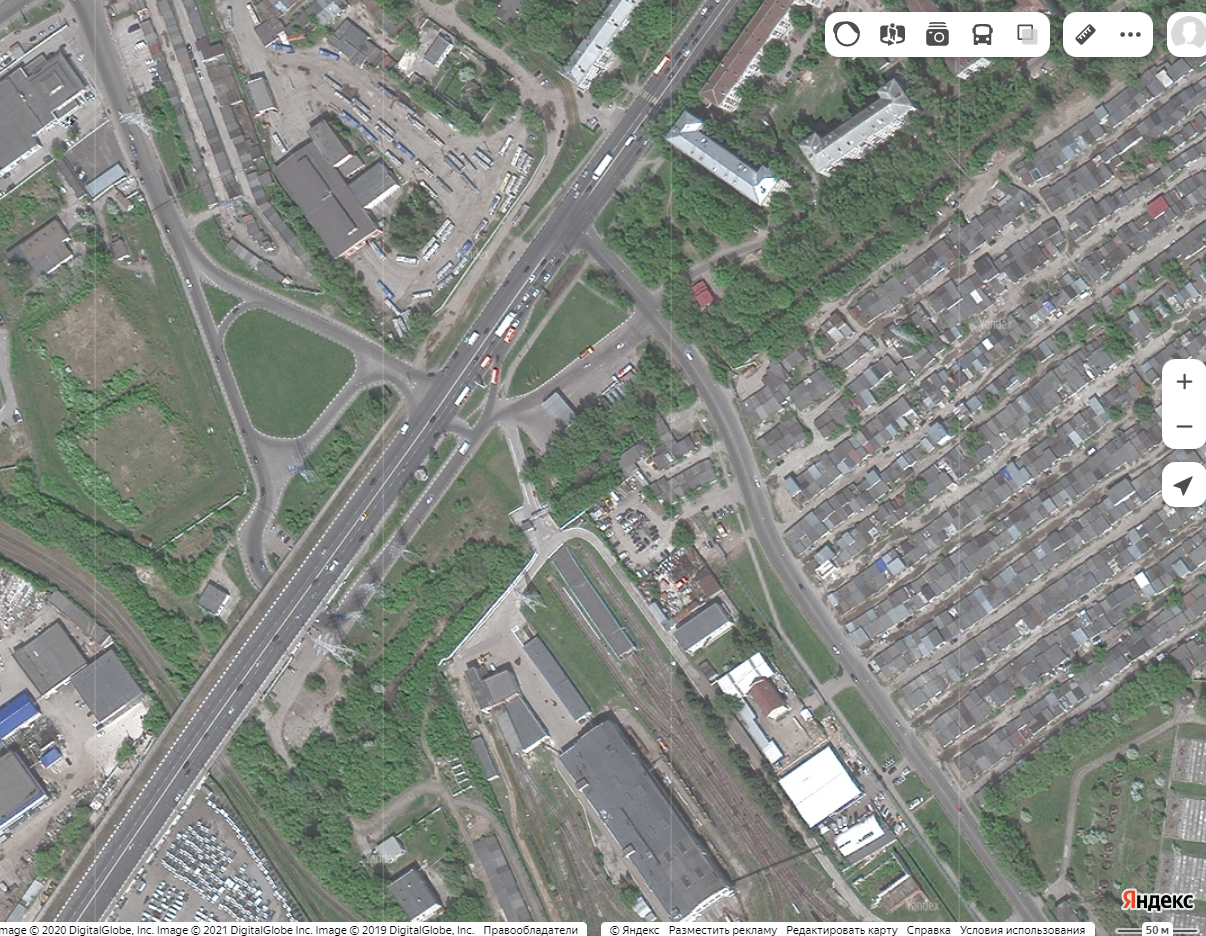 Яндекс
mage © 2020 DigitalGlobe, Inc. Image © 2021 DigitalGlobe Inc. Image © 2019 DigitalGlobe, Inc. Правообладатели
© Яндекс Разместить рекламу Редактировать карту Справка Условия использования
50 м